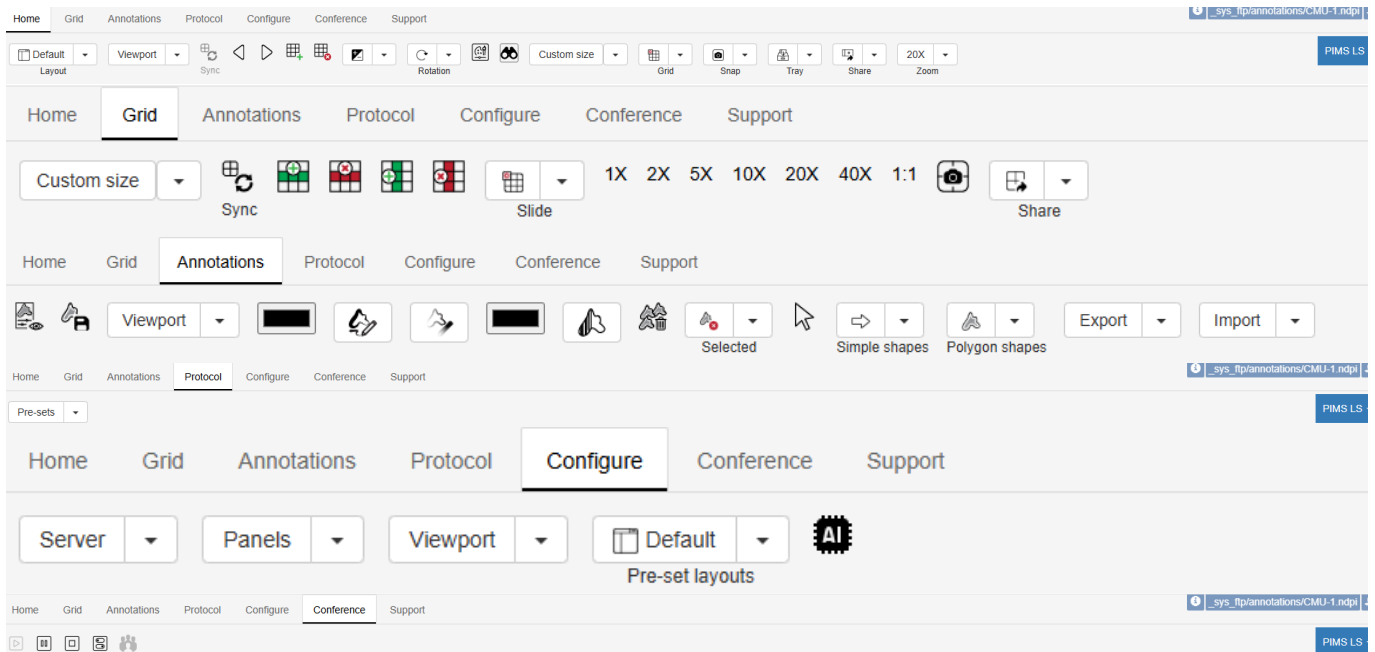 Home Grid Annotations Protocol Configure Conference Support _sys_ftp/annotations/CMU-1.ndpi
Default Viewport Custom size 20X PIMS LS
Layout Sync Rotation Grid Snap Tray Share Zoom
Home Grid Annotations Protocol Configure Conference Support
Custom size 1X 2X 5X 10X 20X 40X 1:1
Sync Slide Share
Home Grid Annotations Protocol Configure Conference Support
Viewport Export Import
Selected Simple shapes Polygon shapes
Home Grid Annotations Protocol Configure Conference Support _sys_ftp/annotations/CMU-1.ndpi
Pre-sets PIMS LS
Home Grid Annotations Protocol Configure Conference Support
Server Panels Viewport Default AI
Pre-set layouts
Home Grid Annotations Protocol Configure Conference Support _sys_ftp/annotations/CMU-1.ndpi
PIMS LS